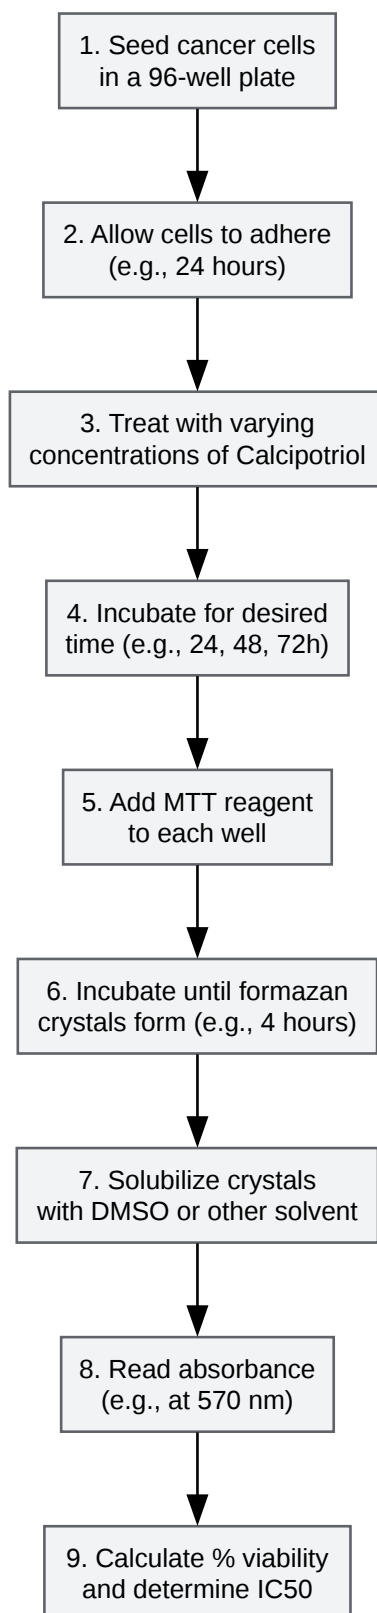 1. Seed cancer cells
in a 96-well plate
2. Allow cells to adhere
(e.g., 24 hours)
3. Treat with varying
concentrations of Calcipotriol
4. Incubate for desired
time (e.g., 24, 48, 72h)
5. Add MTT reagent
to each well
6. Incubate until formazan
crystals form (e.g., 4 hours)
7. Solubilize crystals
with DMSO or other solvent
8. Read absorbance
(e.g., at 570 nm)
9. Calculate % viability
and determine IC50